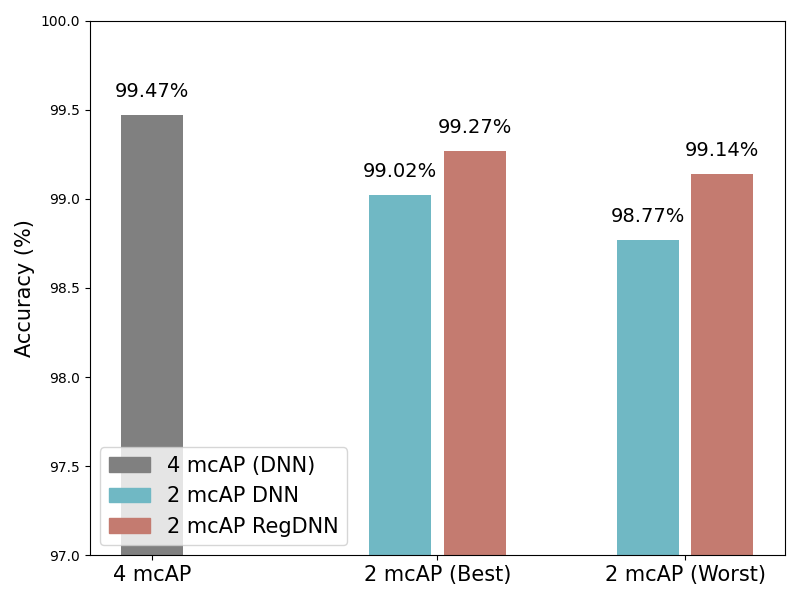 Accuracy (%)
100.0
99.5
99.0
98.5
98.0
97.5
97.0
99.47%
99.02%
99.27%
98.77%
99.14%
4 mcAP (DNN)
2 mcAP DNN
2 mcAP RegDNN
4 mcAP
2 mcAP (Best)
2 mcAP (Worst)